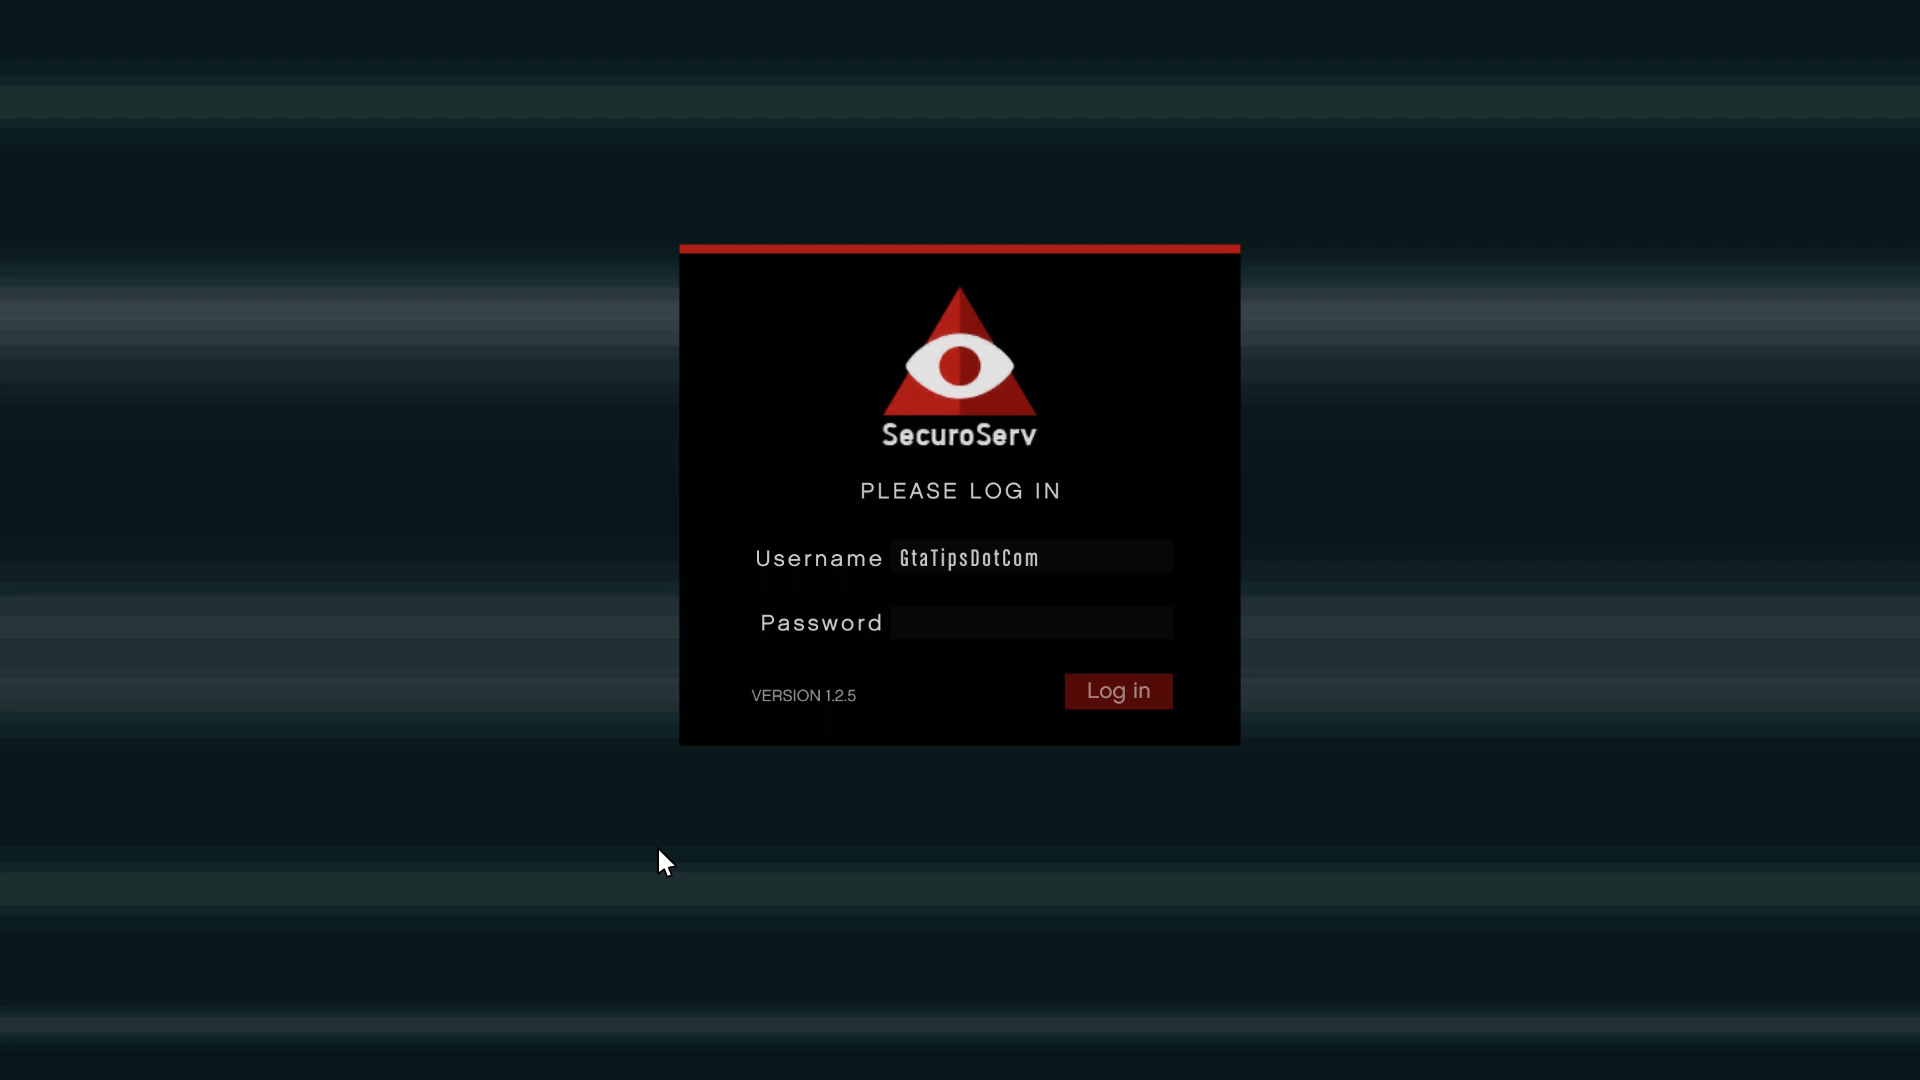 SecuroServ
PLEASE LOG IN
Username GtaTipsDotCom
Password
VERSION 1.2.5 Log in